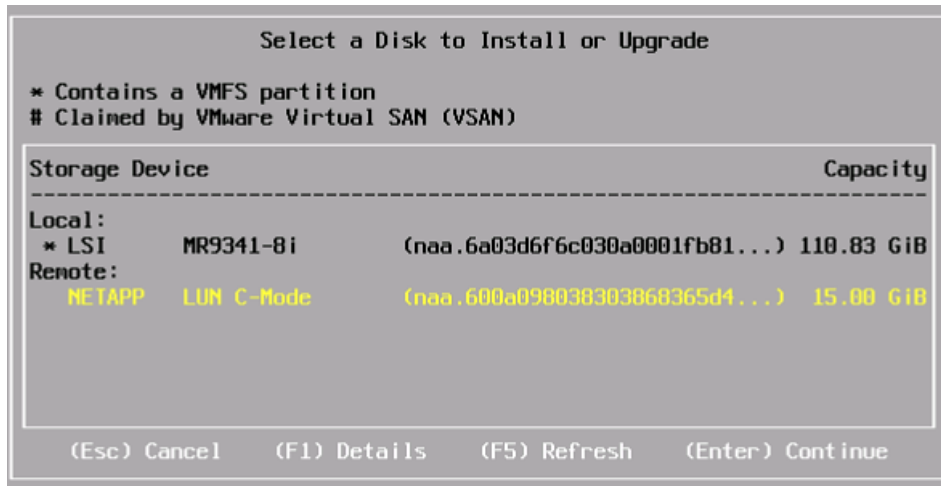 Select a Disk to Install or Upgrade
* Contains a VMFS partition
# Claimed by VMware Virtual SAN (VSAN)
Storage Device Capacity
Local:
* LSI MR9341-8i (naa.6a03d6f6c030a0001fb81...) 110.83 GiB
Remote:
NETAPP LUN C-Mode (naa.600a098038303868365d4...) 15.00 GiB
(Esc) Cancel (F1) Details (F5) Refresh (Enter) Continue